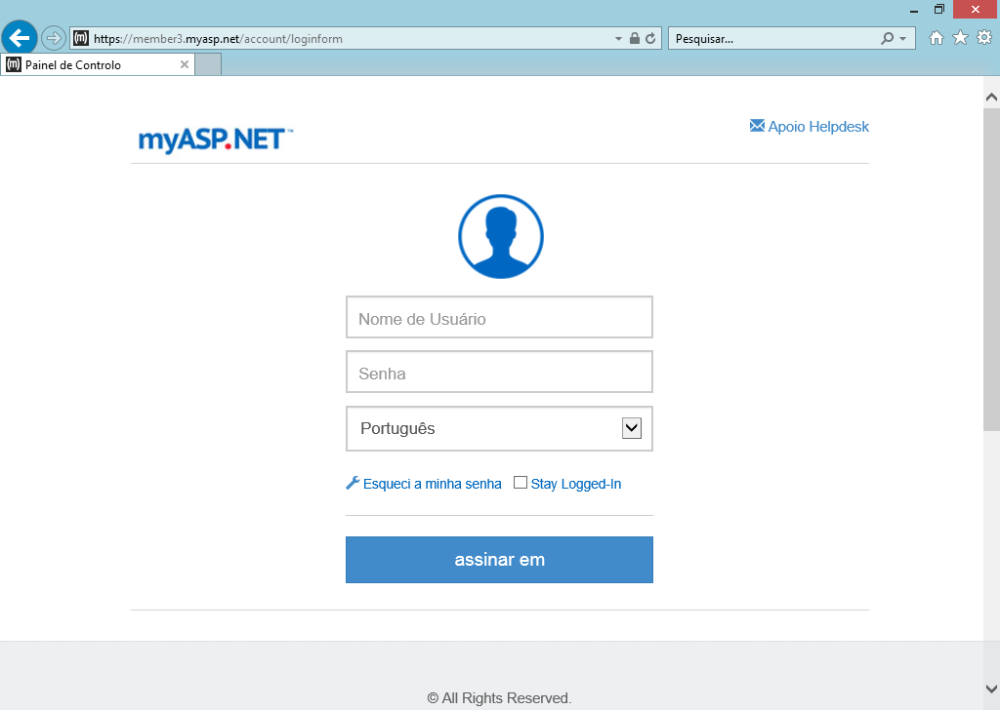 https://member3.myasp.net/account/loginform
Pesquisar...
(m) Painel de Controlo
myASP.NET™
Apoio Helpdesk
Nome de Usuário
Senha
Português
Esqueci a minha senha Stay Logged-In
assinar em
© All Rights Reserved.